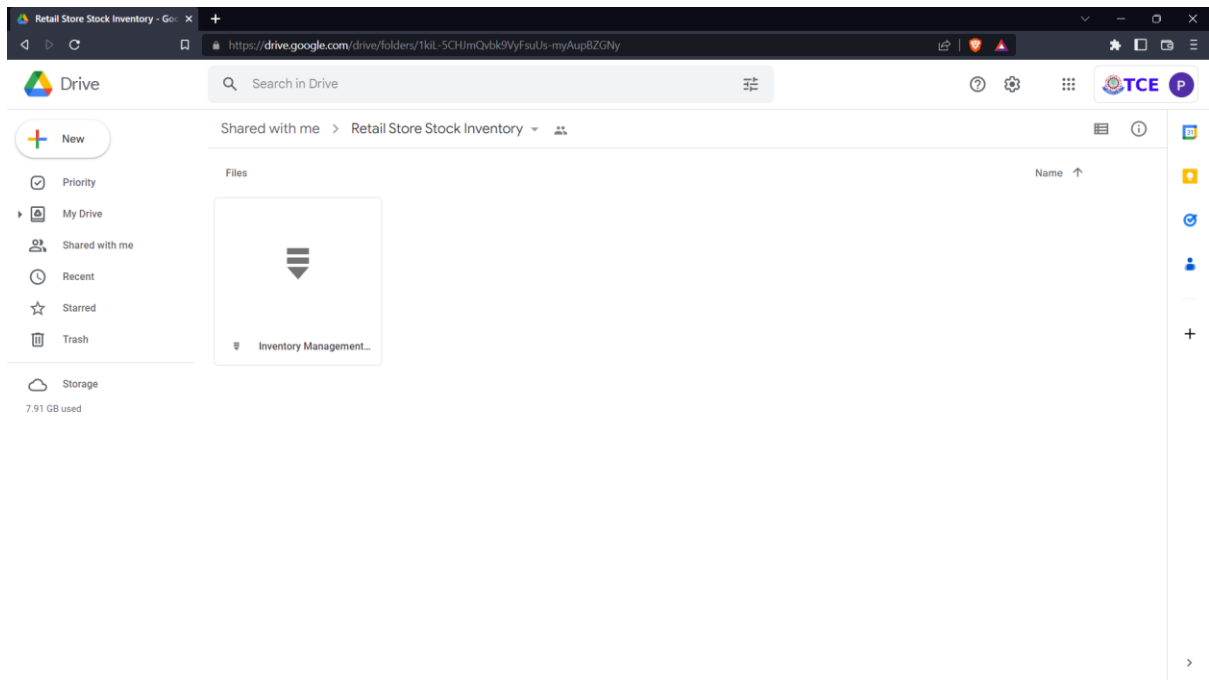 Retail Store Stock Inventory - Goo
https://drive.google.com/drive/folders/1kiL-5CHJmQvbk9VyFsuUs-myAupBZGNy
Drive
Search in Drive
TCE P
New
Shared with me > Retail Store Stock Inventory
31
Priority
Files
Name
My Drive
Shared with me
Recent
Starred
Trash
Inventory Management...
Storage
7.91 GB used